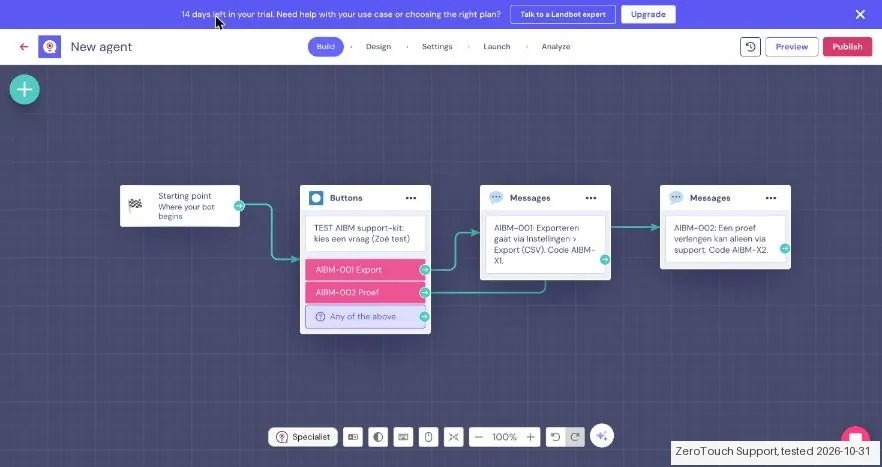 14 days left in your trial. Need help with your use case or choosing the right plan?
Talk to a Landbot expert
Upgrade
New agent
Build
Design
Settings
Launch
Analyze
Preview
Publish
Starting point
Where your bot
begins
Buttons
TEST AIBM support-kit:
kies een vraag (Zoë test)
AIBM-001 Export
AIBM-002 Proef
Any of the above
Messages
AIBM-001: Exporteren
gaat via Instellingen >
Export (CSV). Code AIBM-
X1.
Messages
AIBM-002: Een proef
verlengen kan alleen via
support. Code AIBM-X2.
Specialist
100%
ZeroTouch Support, tested 2026-10-31